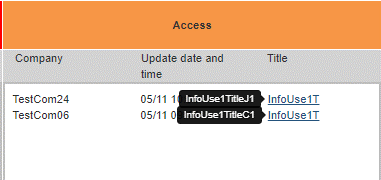 Access
Company Update date and time Title
TestCom24 05/11 1 InfoUse1TitleJ1 InfoUse1T
TestCom06 05/11 0 InfoUse1TitleC1 InfoUse1T